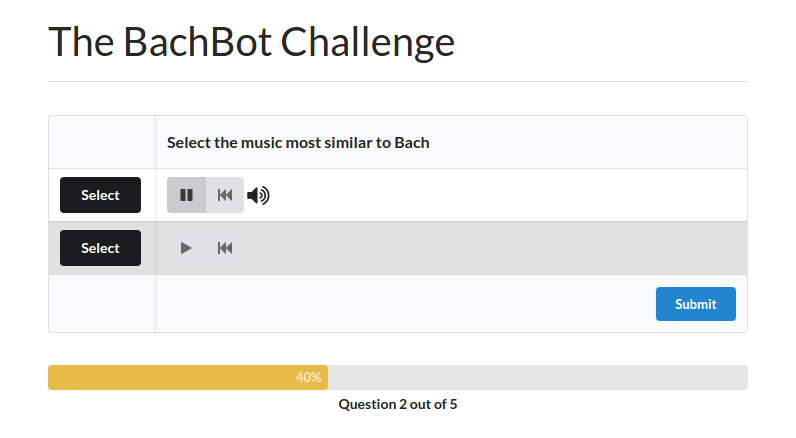 The BachBot Challenge
Select the music most similar to Bach
Select
Select
Submit
40%
Question 2 out of 5